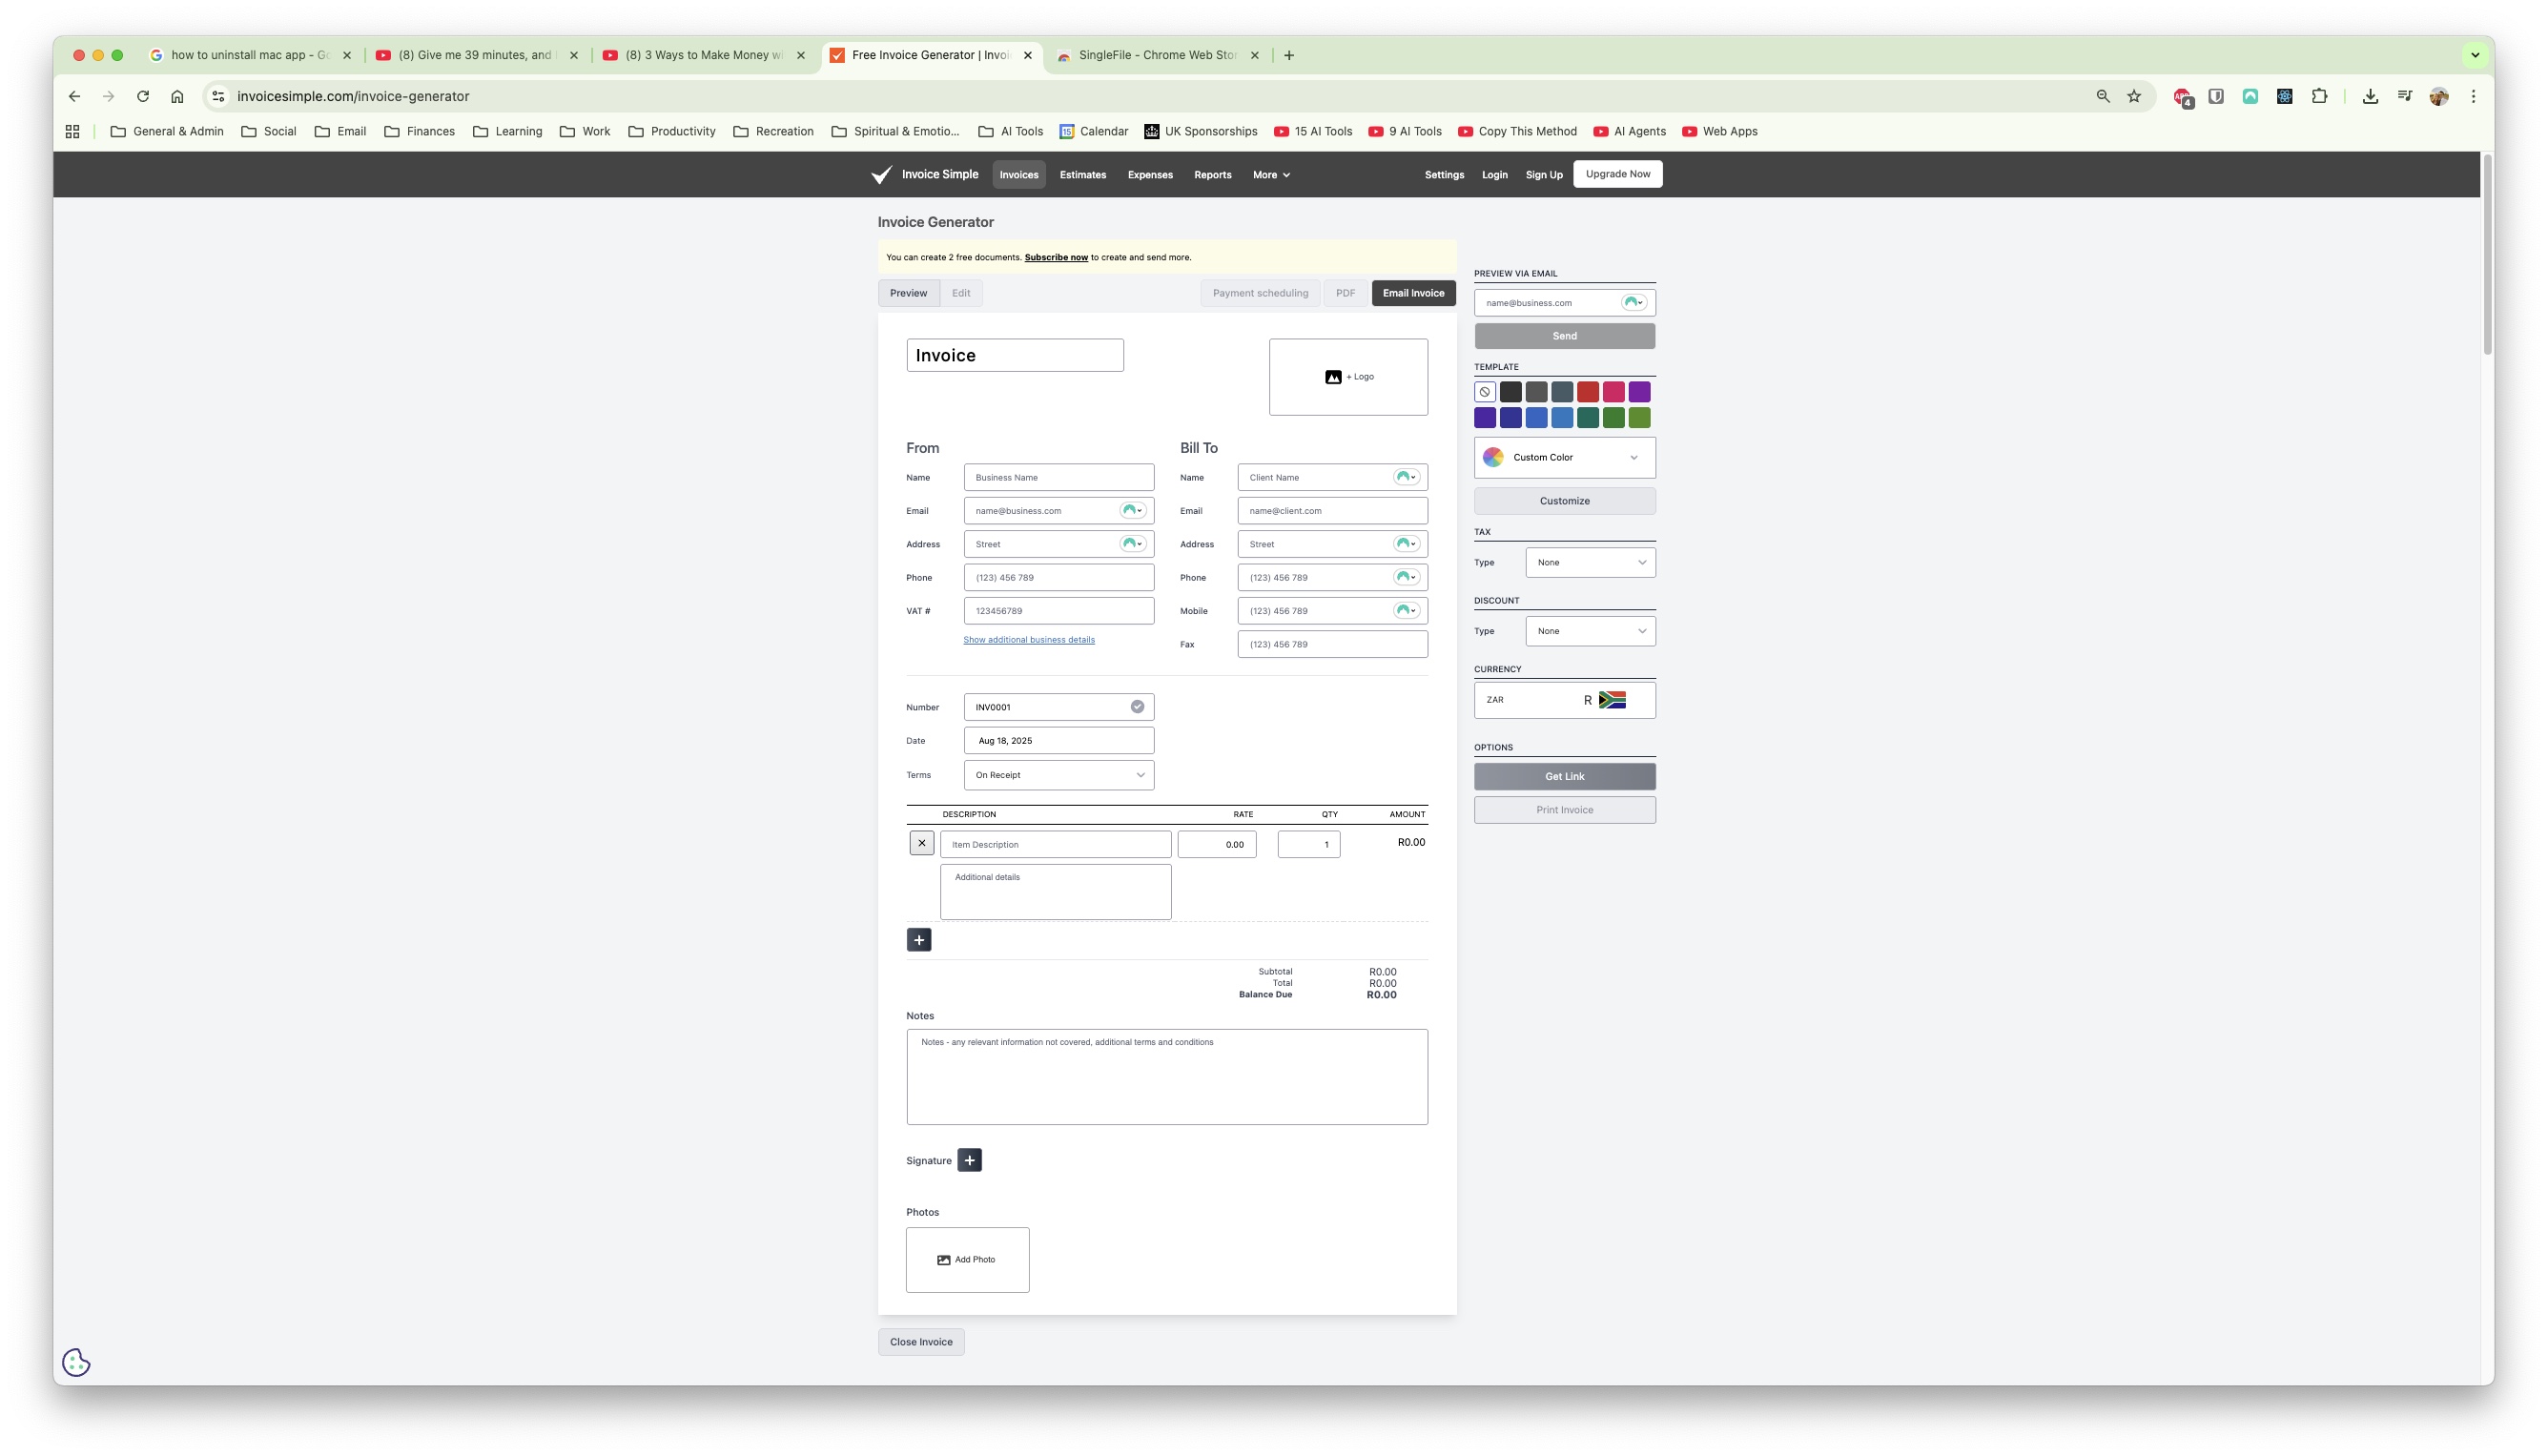 how to uninstall mac app - Go
(8) Give me 39 minutes, and I
(8) 3 Ways to Make Money wi
Free Invoice Generator | Invoi
SingleFile - Chrome Web Stor
invoicesimple.com/invoice-generator
4
General & Admin
Social
Email
Finances
Learning
Work
Productivity
Recreation
Spiritual & Emotio...
AI Tools
15
Calendar
UK Sponsorships
15 AI Tools
9 AI Tools
Copy This Method
AI Agents
Web Apps
Invoice Simple
Invoices
Estimates
Expenses
Reports
More
Settings
Login
Sign Up
Upgrade Now
Invoice Generator
You can create 2 free documents. Subscribe now to create and send more.
Preview
Edit
Payment scheduling
PDF
Email Invoice
Invoice
+ Logo
From
Name
Business Name
Email
name@business.com
Address
Street
Phone
(123) 456 789
VAT #
123456789
Show additional business details
Bill To
Name
Client Name
Email
name@client.com
Address
Street
Phone
(123) 456 789
Mobile
(123) 456 789
Fax
(123) 456 789
Number
INV0001
Date
Aug 18, 2025
Terms
On Receipt
DESCRIPTION RATE QTY AMOUNT
Item Description 0.00 1 R0.00
Additional details
Subtotal R0.00
Total R0.00
Balance Due R0.00
Notes
Notes - any relevant information not covered, additional terms and conditions
Signature
Photos
Add Photo
Close Invoice
PREVIEW VIA EMAIL
name@business.com
Send
TEMPLATE
Custom Color
Customize
TAX
Type
None
DISCOUNT
Type
None
CURRENCY
ZAR R
OPTIONS
Get Link
Print Invoice